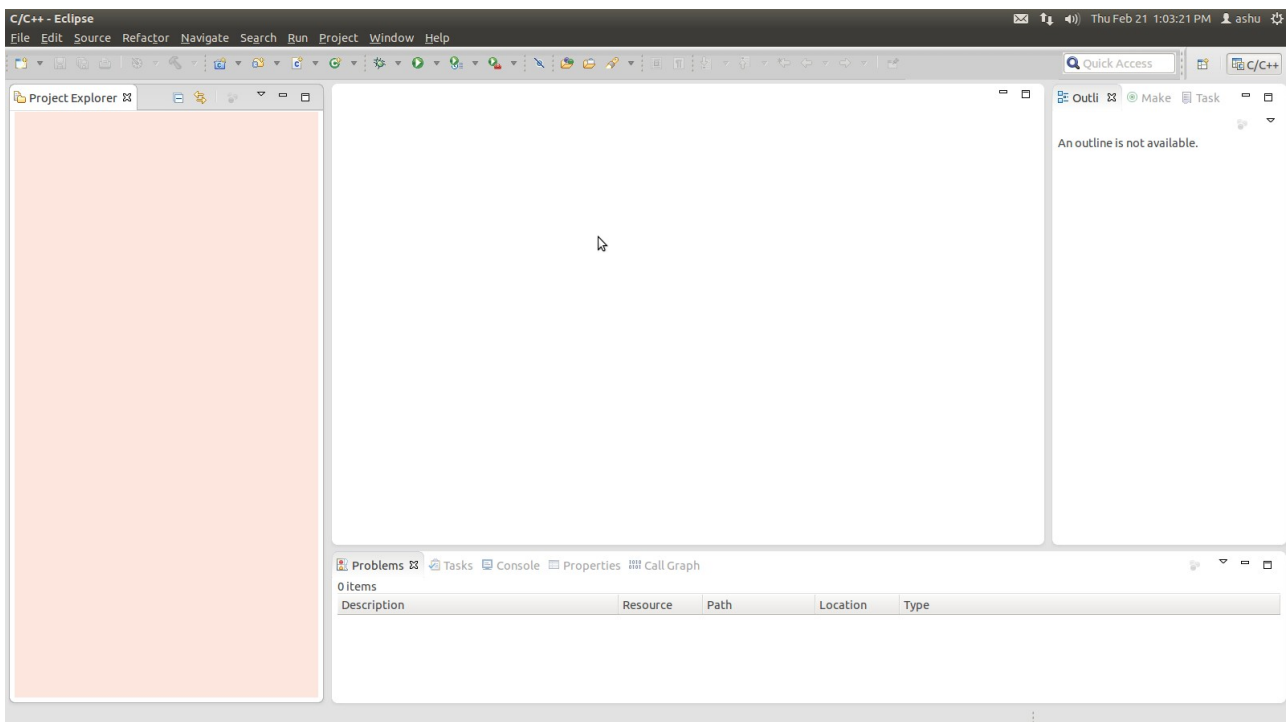 C/C++ - Eclipse
Thu Feb 21 1:03:21 PM ashu
File Edit Source Refactor Navigate Search Run Project Window Help
Quick Access
C/C++
Project Explorer
Outli Make Task
An outline is not available.
Problems Tasks Console Properties Call Graph
0 items
Description Resource Path Location Type